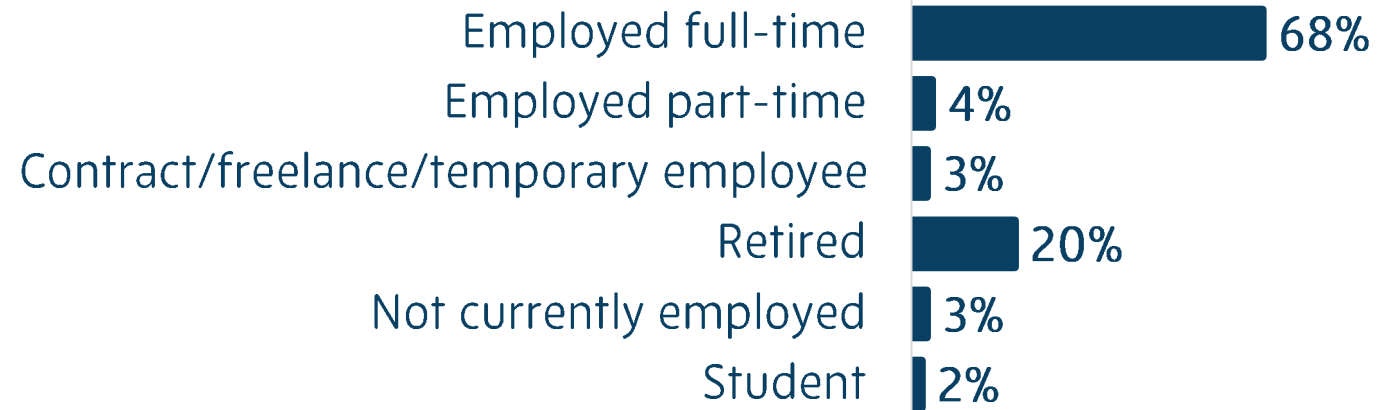 Employed full-time 68%
Employed part-time 4%
Contract/freelance/temporary employee 3%
Retired 20%
Not currently employed 3%
Student 2%